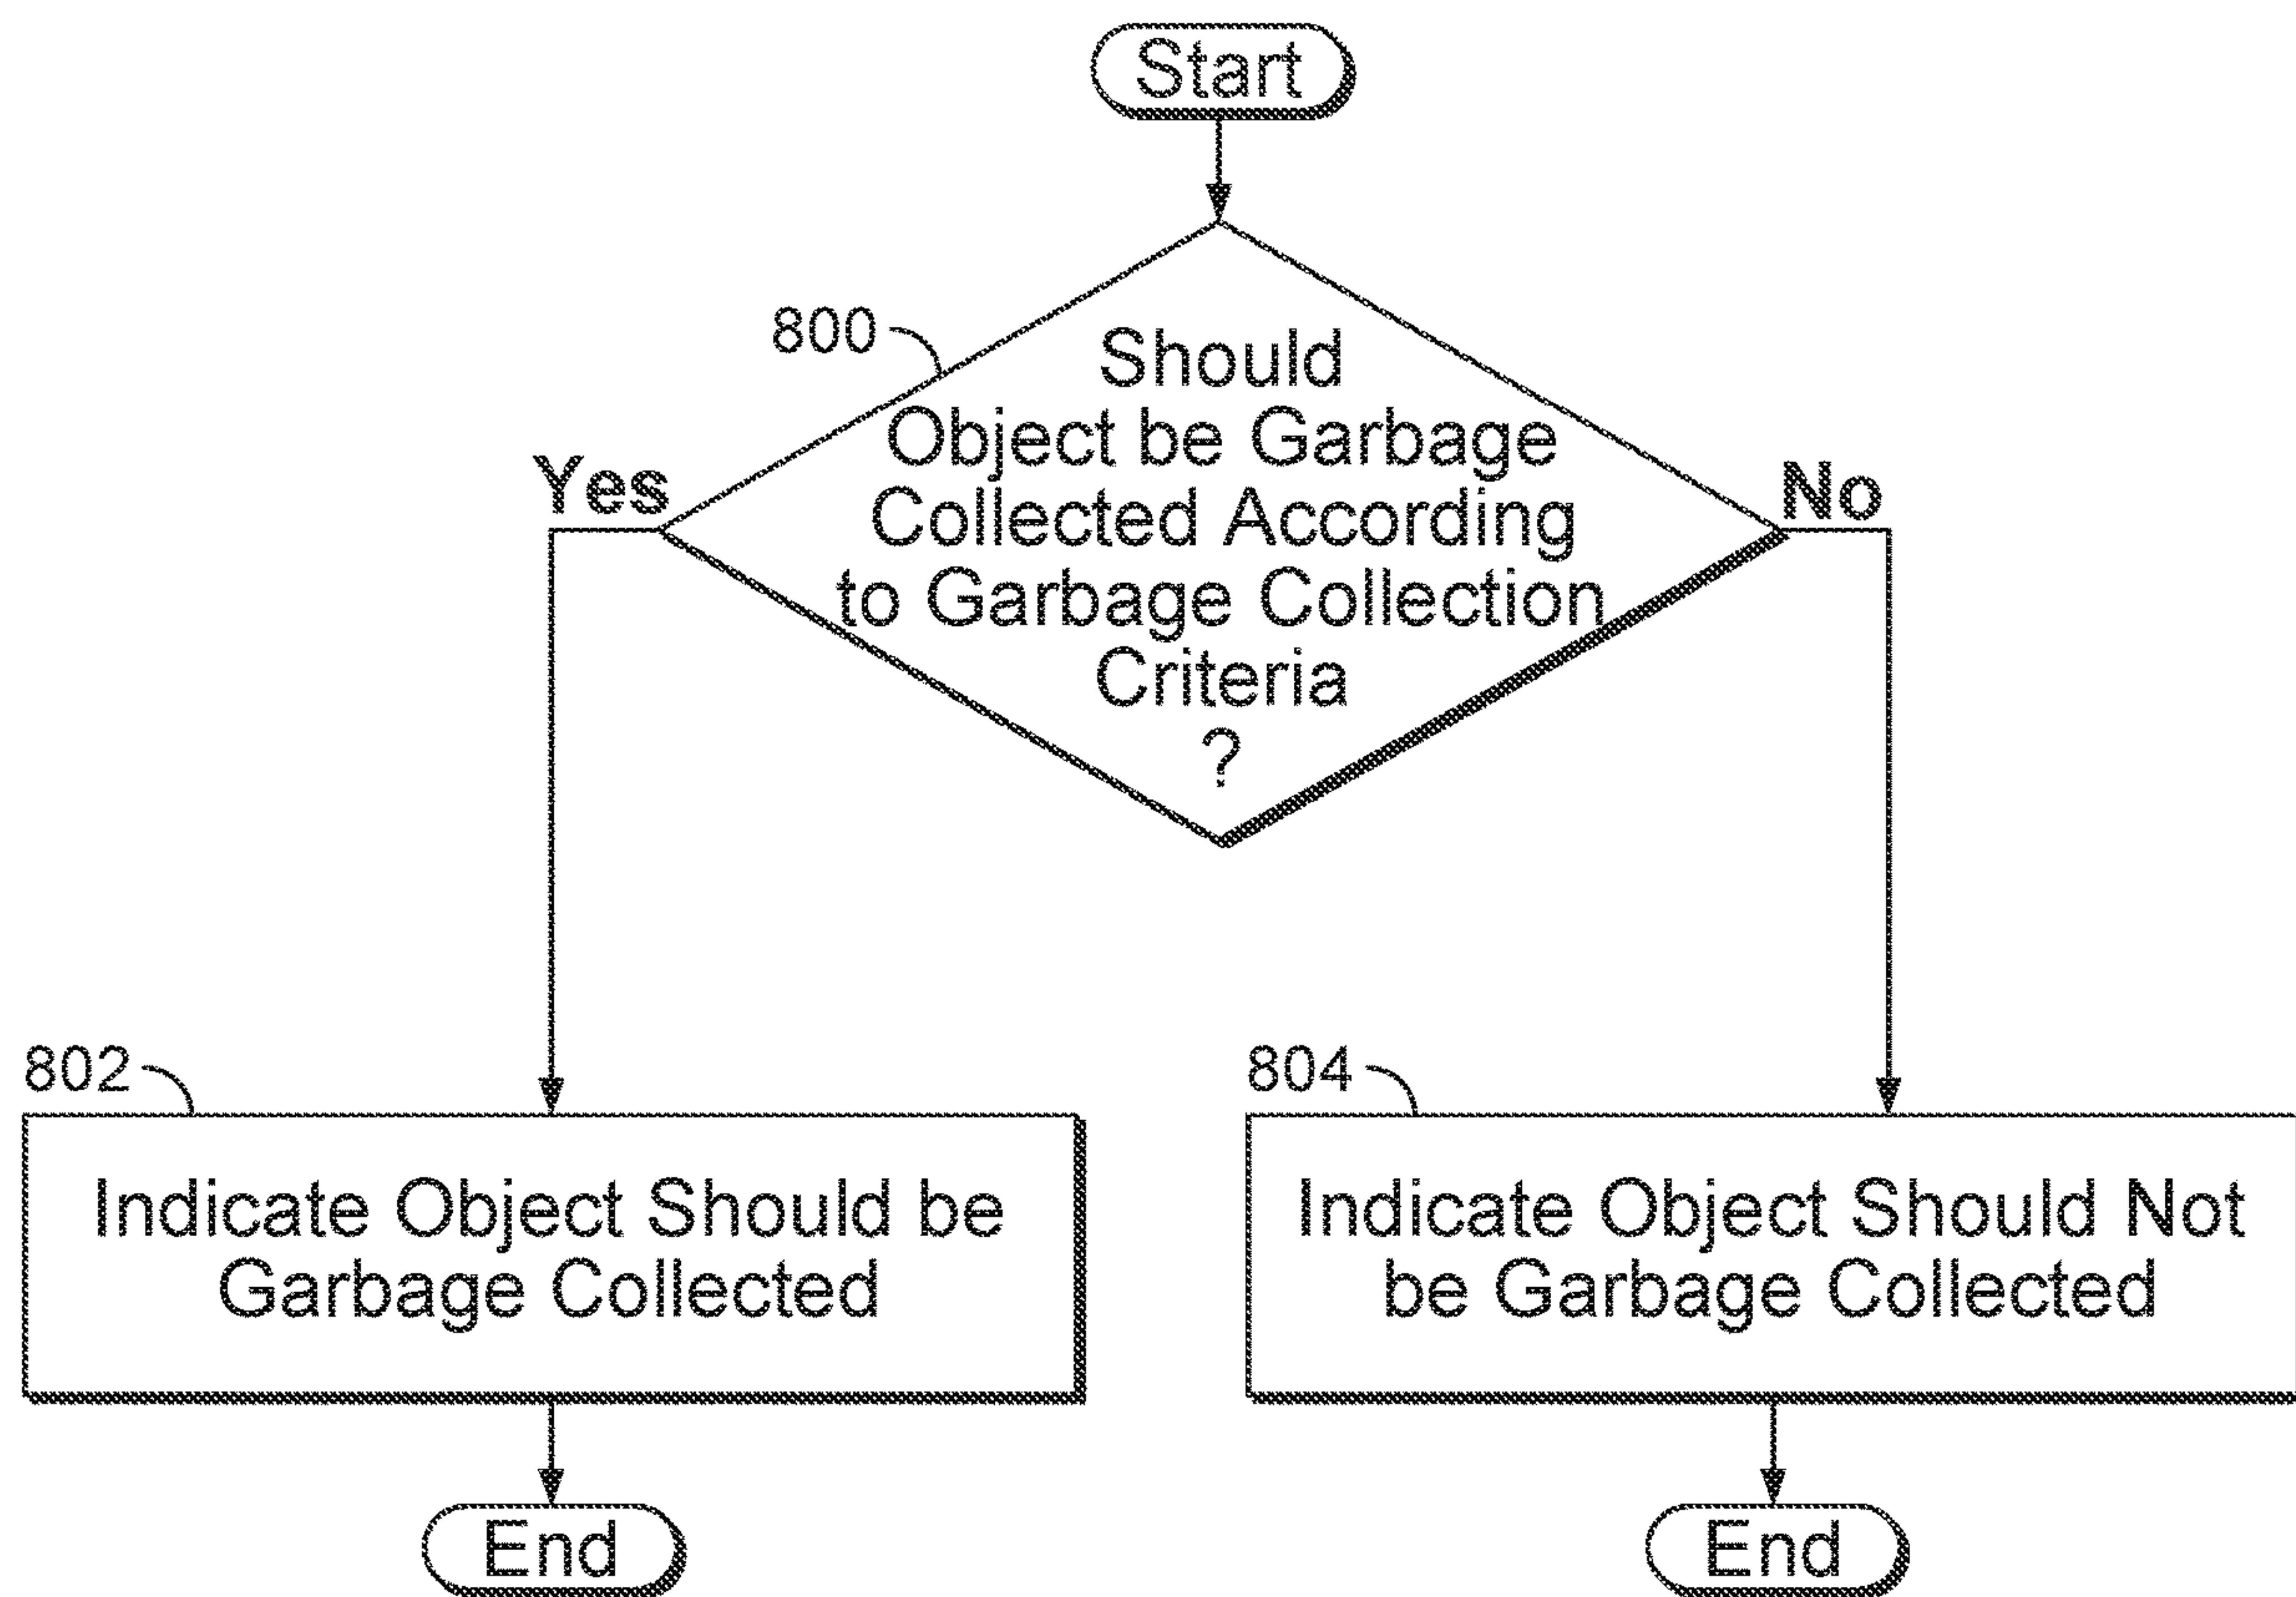 Start
800
Should
Object be Garbage
Collected According
to Garbage Collection
Criteria
?
Yes
No
802
Indicate Object Should be
Garbage Collected
804
Indicate Object Should Not
be Garbage Collected
End
End